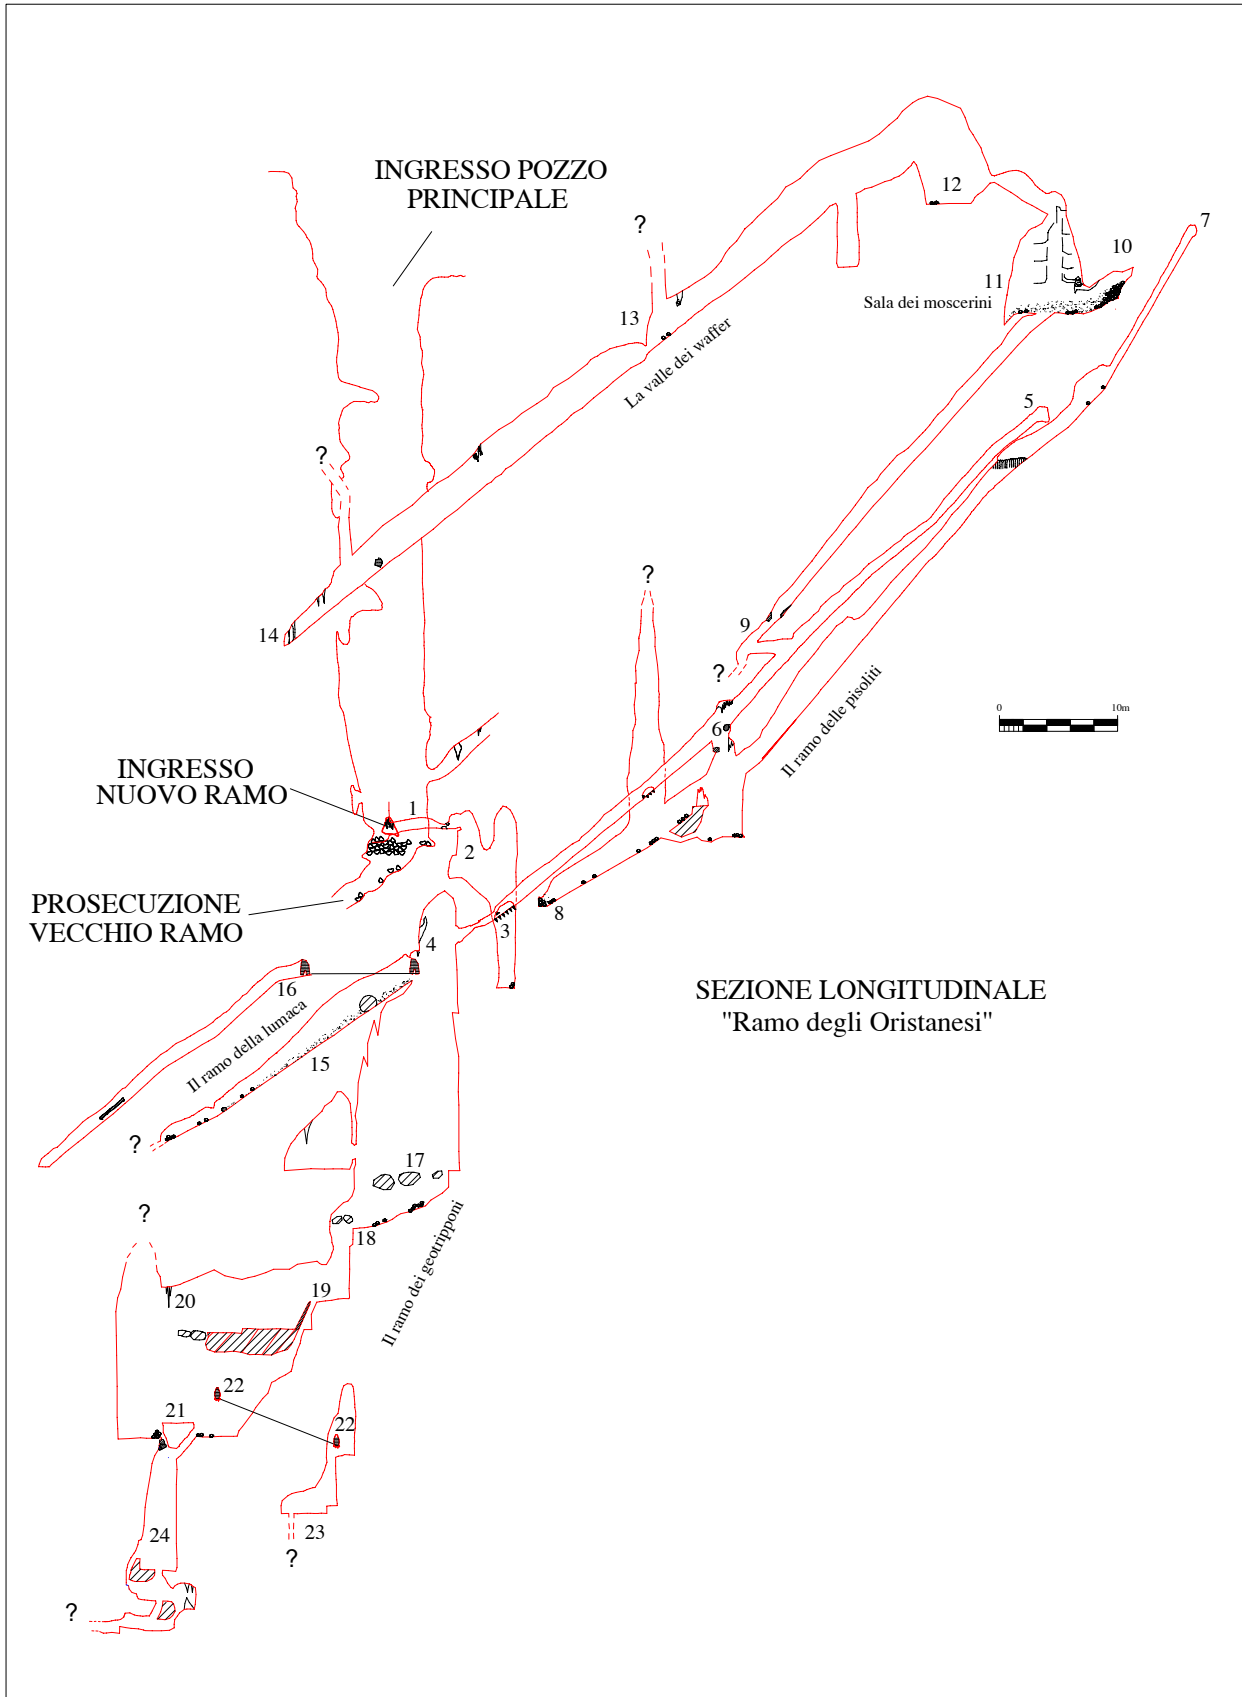 INGRESSO POZZO
PRINCIPALE
12
7
?
10
11
Sala dei moscerini
13
La valle dei waffer
5
?
?
14
9
?
0 10m
6
Il ramo delle pisoliti
INGRESSO
NUOVO RAMO
1
2
PROSECUZIONE
VECCHIO RAMO
8
3
4
16
SEZIONE LONGITUDINALE
"Ramo degli Oristanesi"
Il ramo della lumaca
15
?
17
?
18
Il ramo dei geotripponi
19
20
22
21
22
24
23
?
?